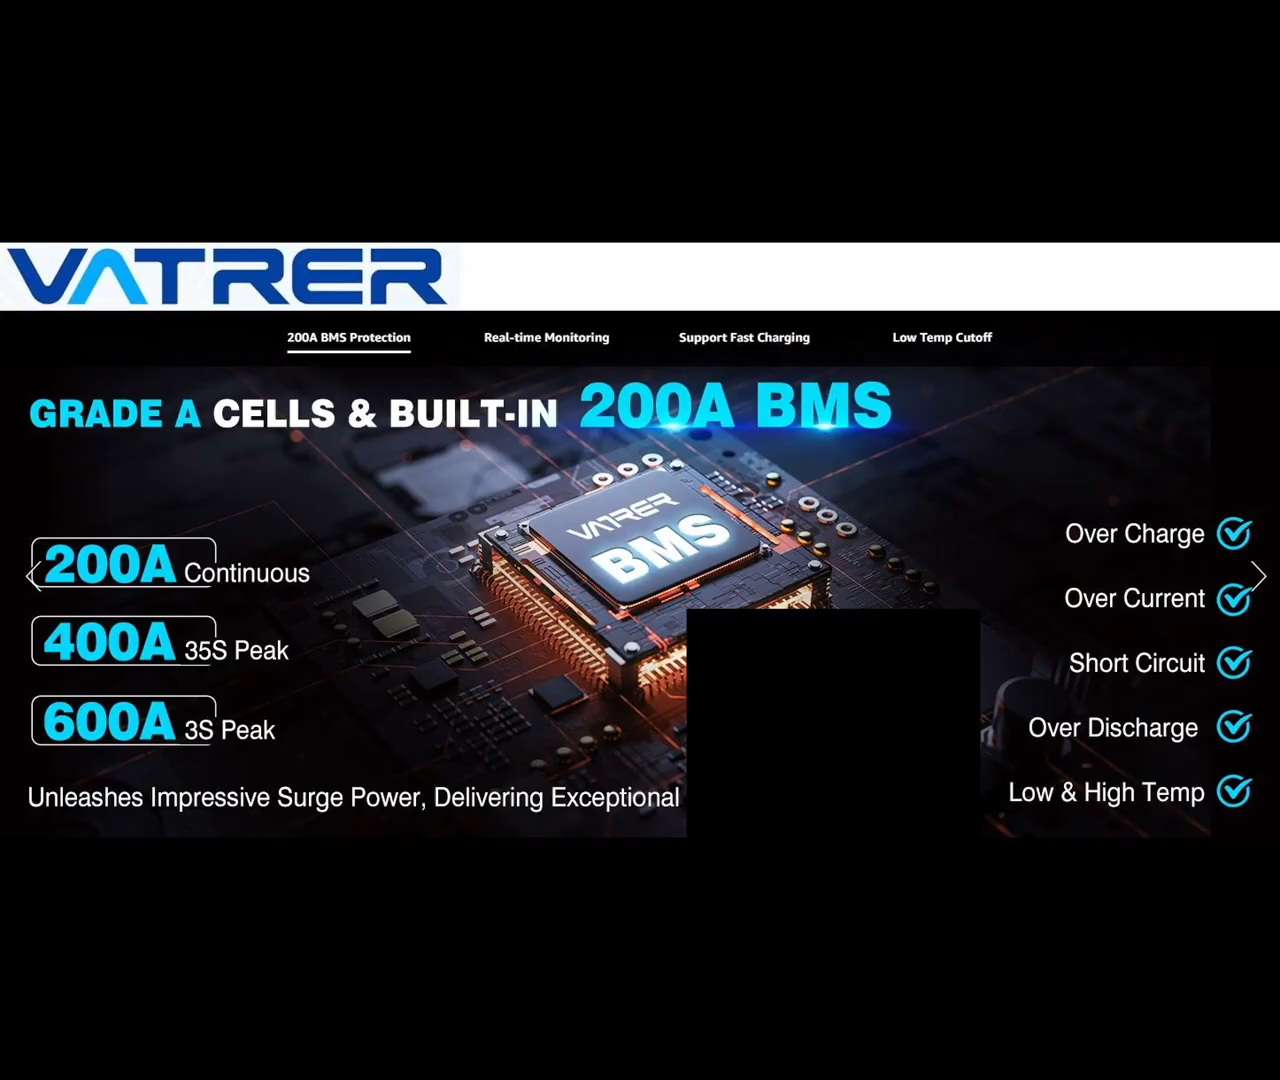 VATRER
200A BMS Protection
Real-time Monitoring
Support Fast Charging
Low Temp Cutoff
GRADE A CELLS & BUILT-IN 200A BMS
VATRER
BMS
200A Continuous
400A 35S Peak
600A 3S Peak
Unleashes Impressive Surge Power, Delivering Exceptional
Over Charge
Over Current
Short Circuit
Over Discharge
Low & High Temp